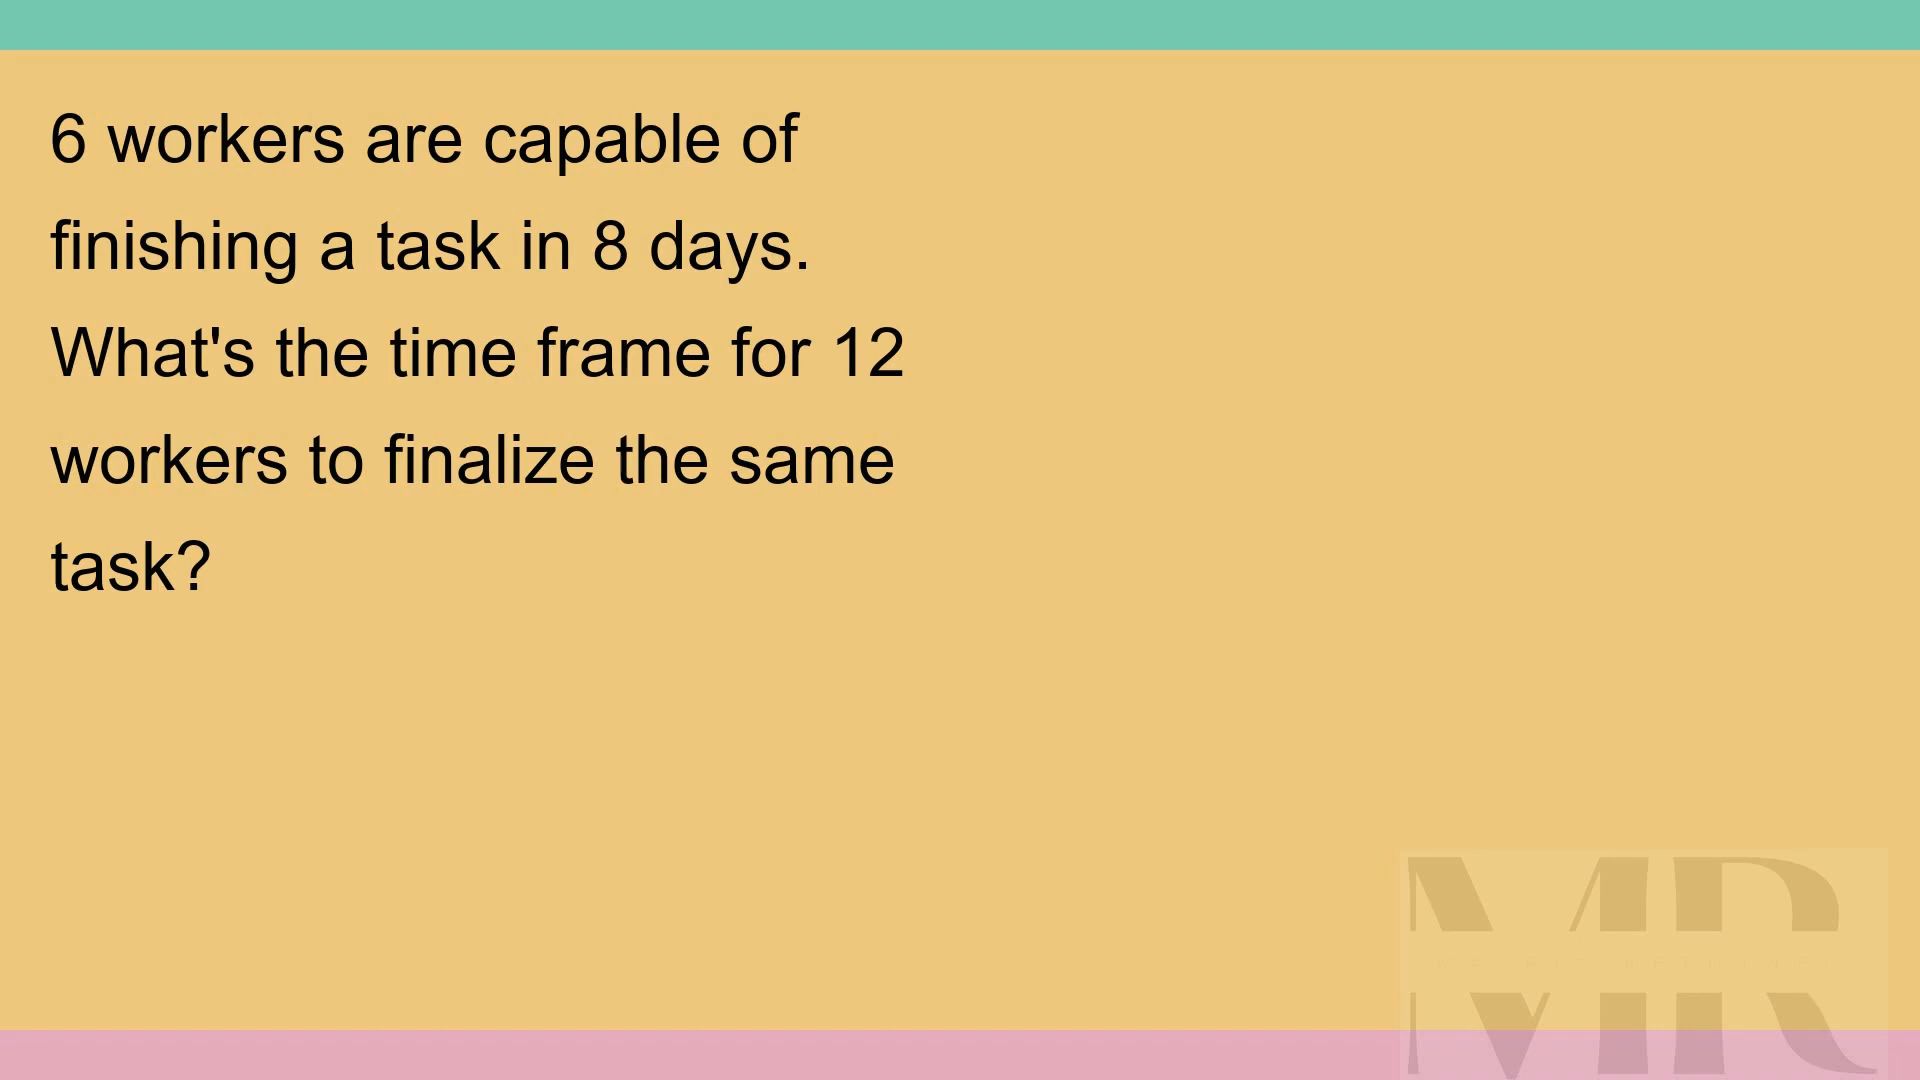 6 workers are capable of
finishing a task in 8 days.
What's the time frame for 12
workers to finalize the same
task?
MR